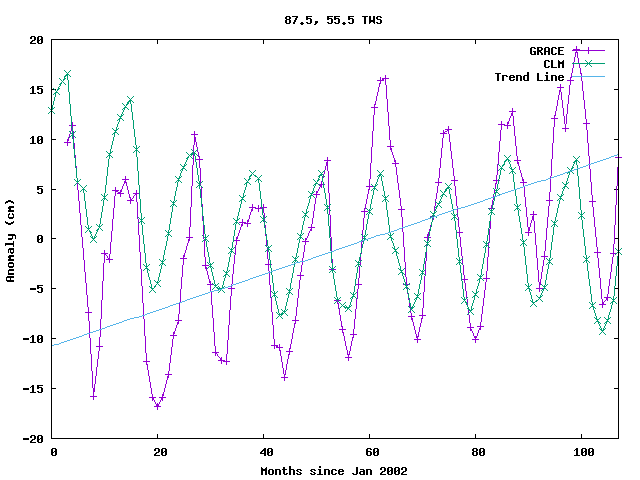 87.5, 55.5 TWS
GRACE
CLM
Trend Line
20
15
10
5
0
-5
-10
-15
-20
Anomaly (cm)
0 20 40 60 80 100
Months since Jan 2002